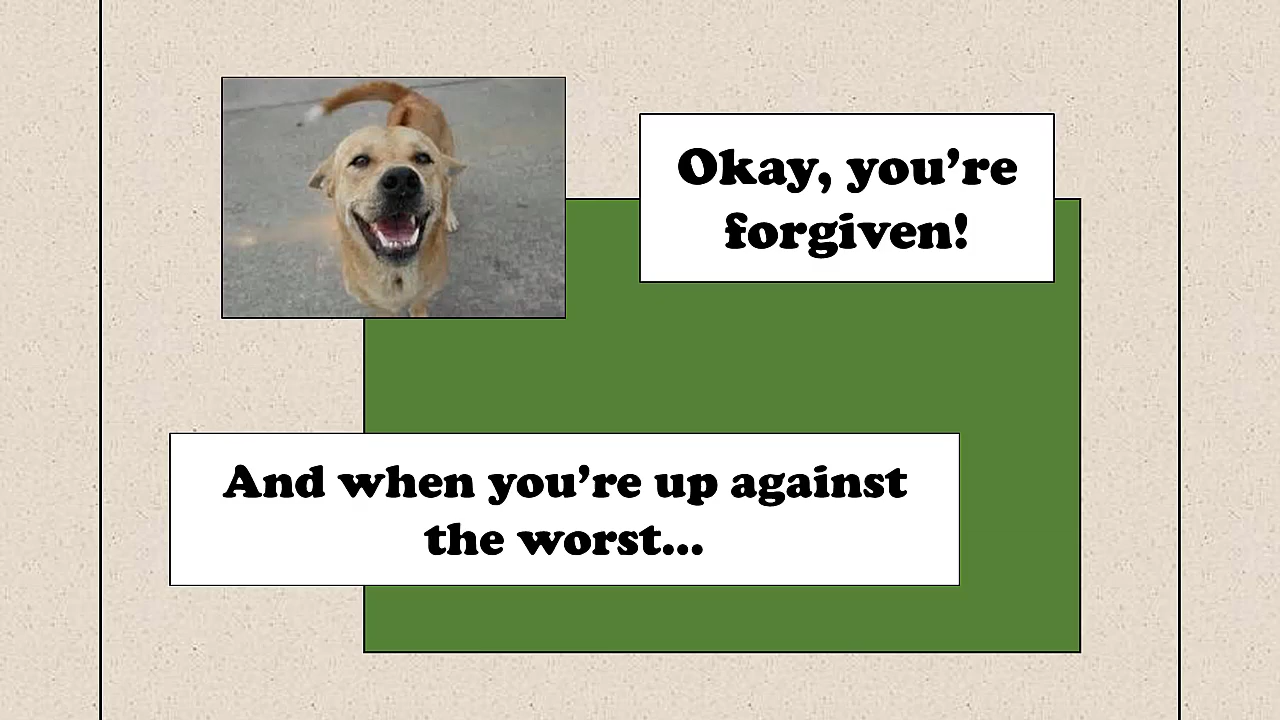 Okay, you’re
forgiven!
And when you’re up against
the worst...